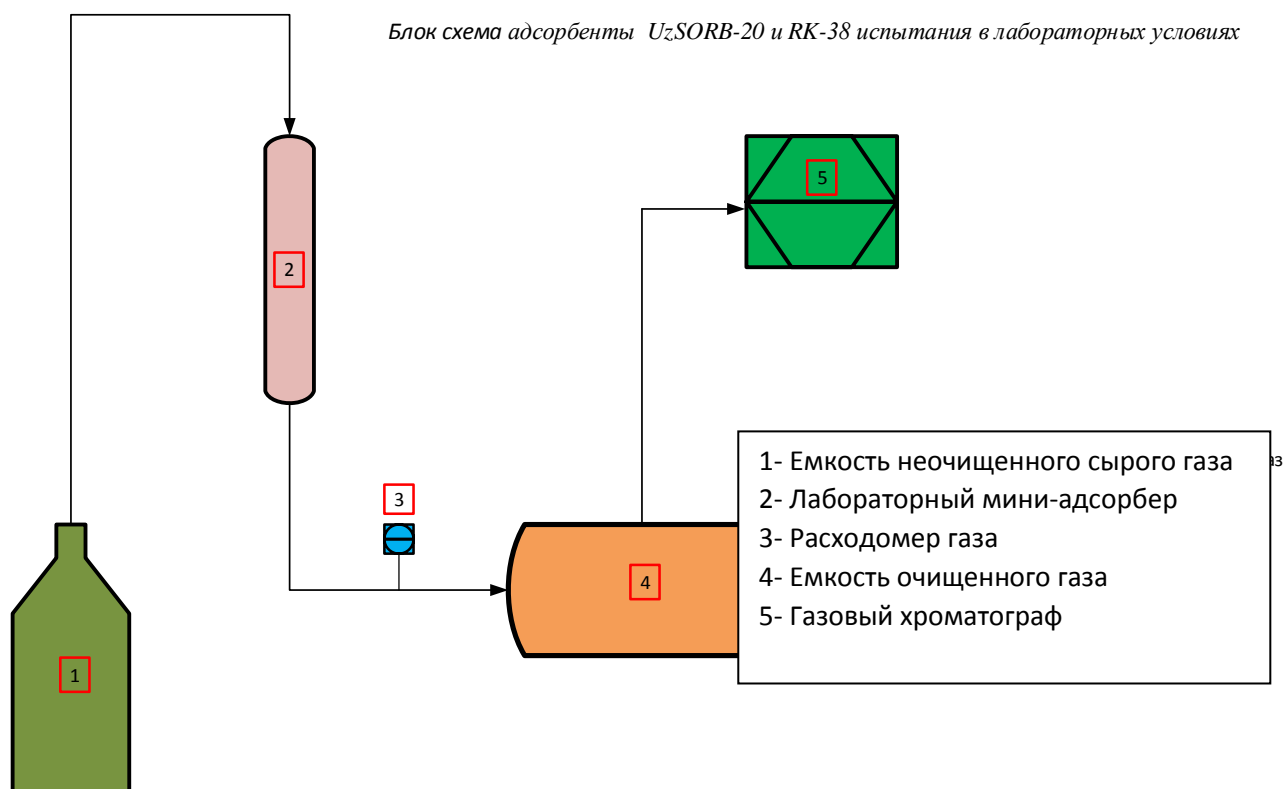 Блок схема адсорбенты UzSORB-20 и RK-38 испытания в лабораторных условиях
5
2
3
4
1
1- Емкость неочищенного сырого газа
2- Лабораторный мини-адсорбер
3- Расходомер газа
4- Емкость очищенного газа
5- Газовый хроматограф